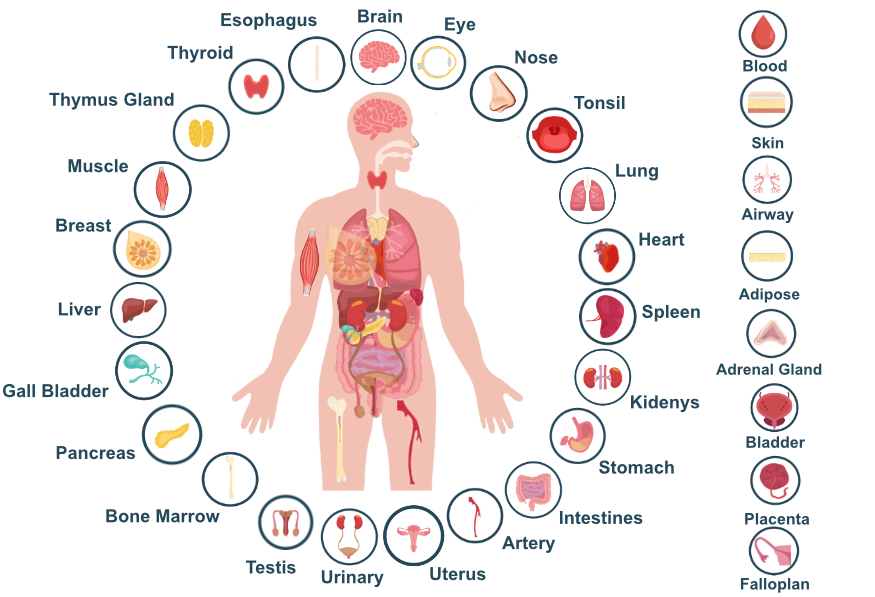 Esophagus
Brain
Eye
Thyroid
Nose
Thymus Gland
Tonsil
Muscle
Lung
Breast
Heart
Liver
Spleen
Gall Bladder
Kidenys
Pancreas
Stomach
Bone Marrow
Intestines
Testis
Urinary
Uterus
Artery
Blood
Skin
Airway
Adipose
Adrenal Gland
Bladder
Placenta
Falloplan